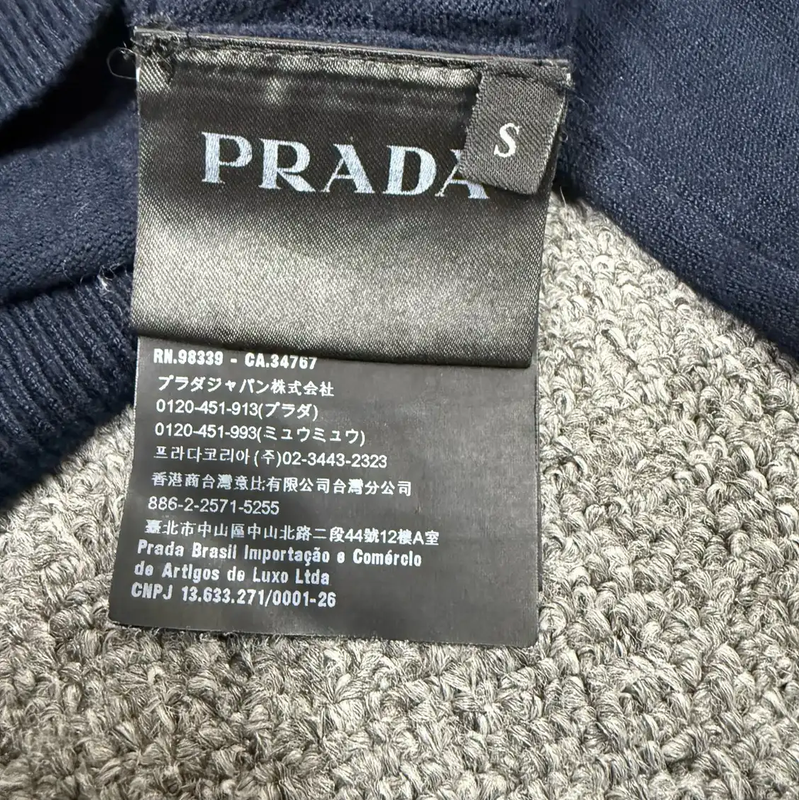 PRADA
S
RN.98339 - CA.34767
プラダジャパン株式会社
0120-451-913(プラダ)
0120-451-993(ミュウミュウ)
프라다코리아(주)02-3443-2323
香港商台灣意比有限公司台灣分公司
886-2-2571-5255
臺北市中山區中山北路二段44號12樓A室
Prada Brasil Importação e Comércio
de Artigos de Luxo Ltda
CNPJ 13.633.271/0001-26